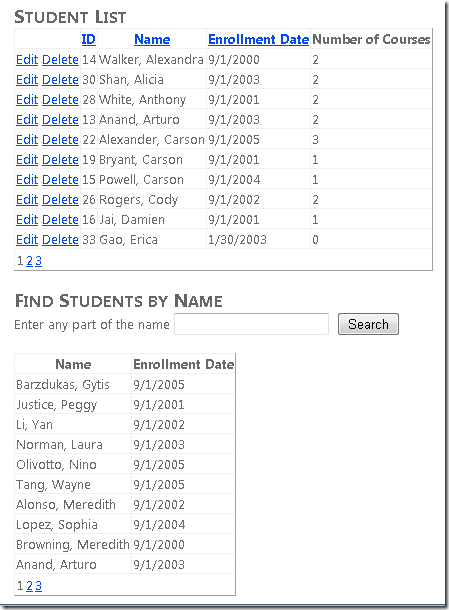 Student List
ID Name Enrollment Date Number of Courses
Edit Delete 14 Walker, Alexandra 9/1/2000 2
Edit Delete 30 Shan, Alicia 9/1/2003 2
Edit Delete 28 White, Anthony 9/1/2001 2
Edit Delete 13 Anand, Arturo 9/1/2003 2
Edit Delete 22 Alexander, Carson 9/1/2005 3
Edit Delete 19 Bryant, Carson 9/1/2001 1
Edit Delete 15 Powell, Carson 9/1/2004 1
Edit Delete 26 Rogers, Cody 9/1/2002 2
Edit Delete 16 Jai, Damien 9/1/2001 1
Edit Delete 33 Gao, Erica 1/30/2003 0
1 2 3
Find Students by Name
Enter any part of the name Search
Name Enrollment Date
Barzdukas, Gytis 9/1/2005
Justice, Peggy 9/1/2001
Li, Yan 9/1/2002
Norman, Laura 9/1/2003
Olivotto, Nino 9/1/2005
Tang, Wayne 9/1/2005
Alonso, Meredith 9/1/2002
Lopez, Sophia 9/1/2004
Browning, Meredith 9/1/2000
Anand, Arturo 9/1/2003
1 2 3